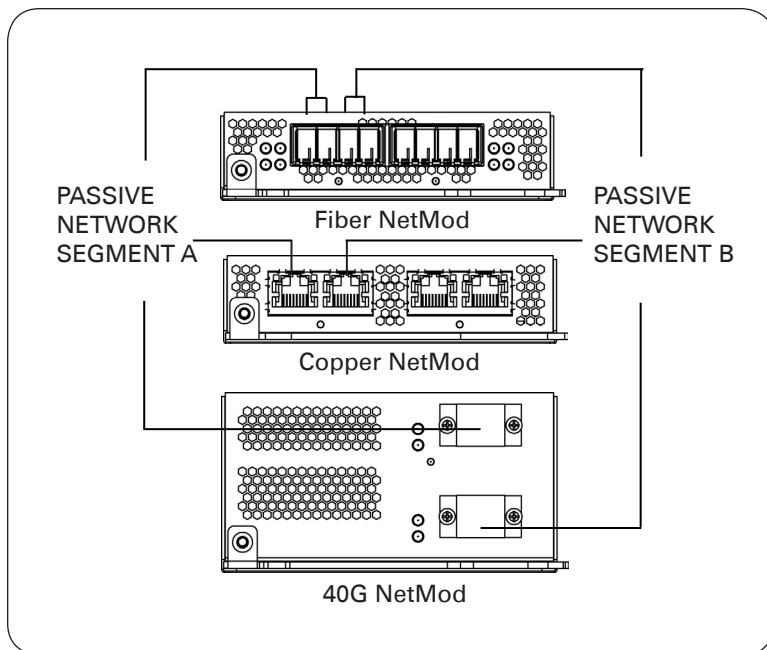 PASSIVE
NETWORK
SEGMENT A
PASSIVE
NETWORK
SEGMENT B
Fiber NetMod
Copper NetMod
40G NetMod